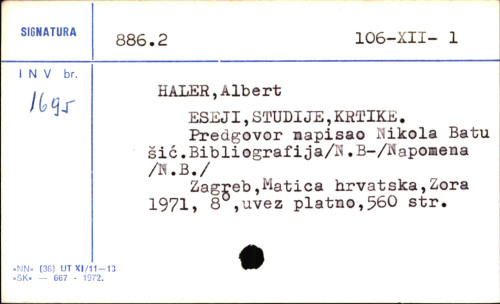 SIGNATURA
886.2 106-XII- 1
I N V br.
1695
HALER,Albert
ESEJI,STUDIJE,KRTIKE.
Predgovor napisao Nikola Batu
šić.Bibliografija/N.B-/Napomena
/N.B./
Zagreb,Matica hrvatska,Zora
1971, 8°,uvez platno,560 str.
»NN« (36) UT XI/11—13
»SK« — 667 - 1972.